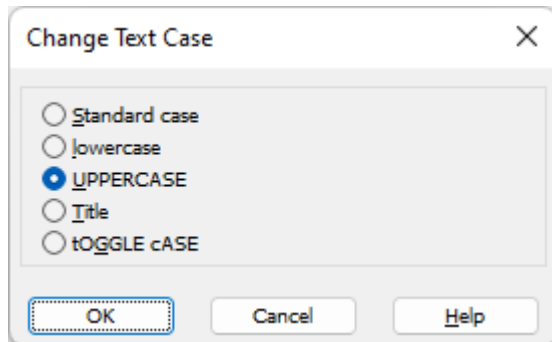 Change Text Case
Standard case
lowercase
UPPERCASE
Title
tOGGLE cASE
OK Cancel Help